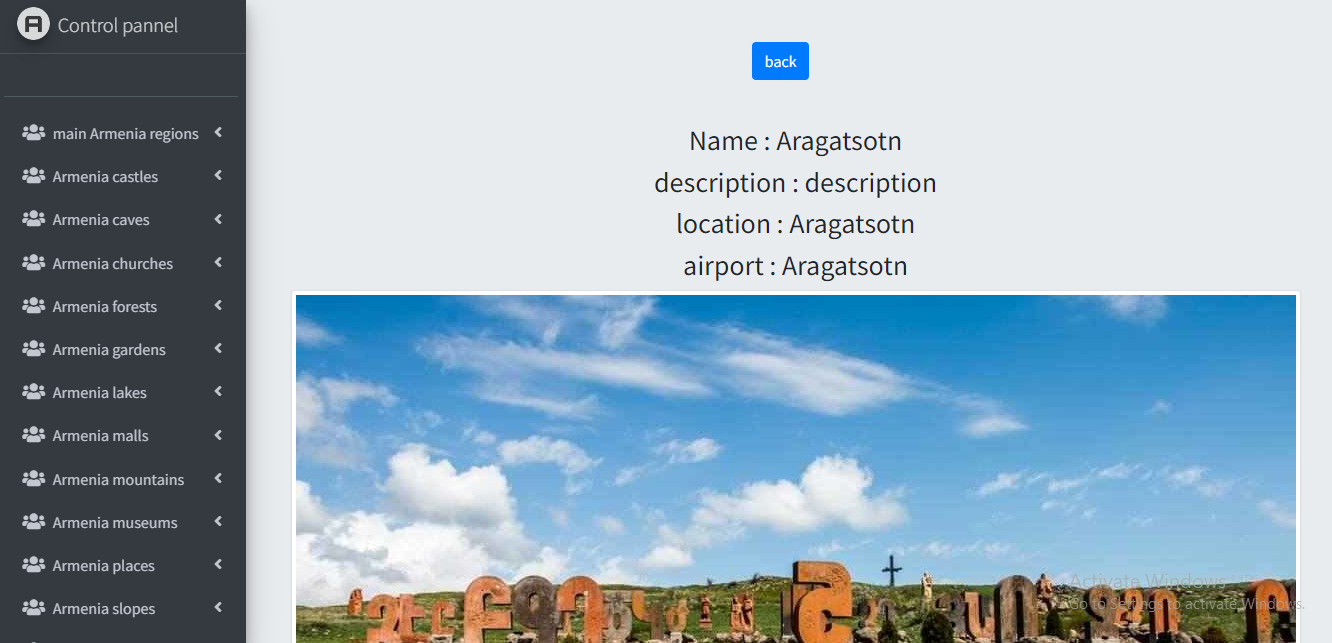 A Control pannel
back
main Armenia regions
Armenia castles
Armenia caves
Armenia churches
Armenia forests
Armenia gardens
Armenia lakes
Armenia malls
Armenia mountains
Armenia museums
Armenia places
Armenia slopes
Name : Aragatsotn
description : description
location : Aragatsotn
airport : Aragatsotn
Activate Windows
Go to Settings to activate Windows.